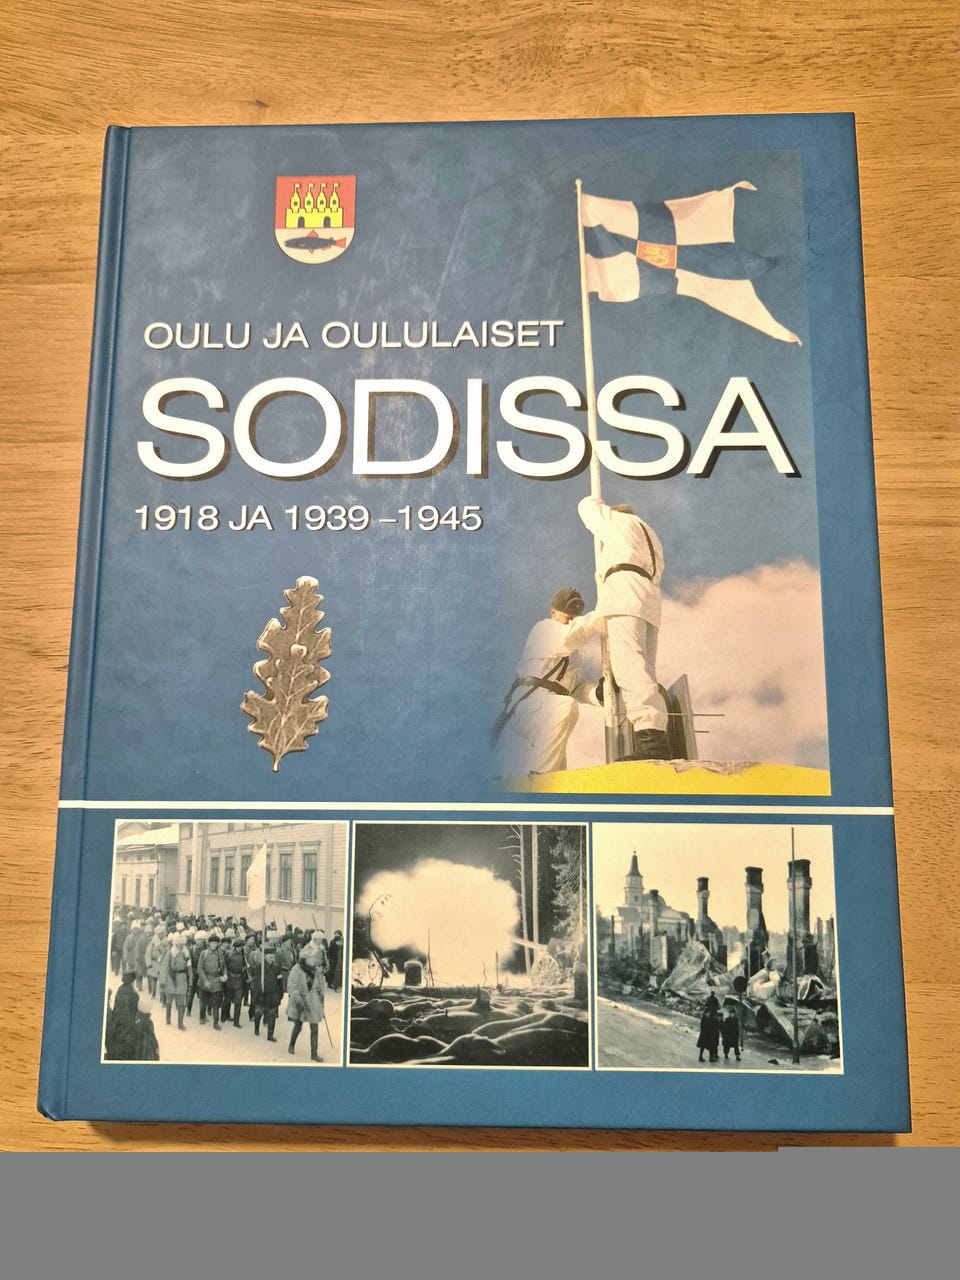 OULU JA OULULAISET
SODISSA
1918 JA 1939 –1945